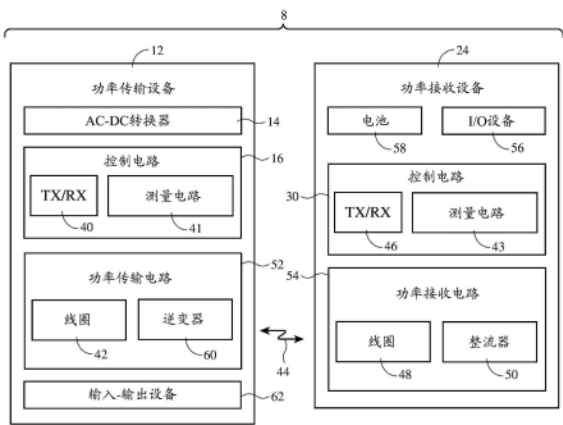 8
12
功率传输设备
AC-DC转换器
14
控制电路
16
TX/RX
测量电路
40
41
功率传输电路
52
线圈
逆变器
42
60
输入-输出设备
62
44
24
功率接收设备
电池
I/O设备
58
56
控制电路
30
TX/RX
测量电路
46
43
54
功率接收电路
线圈
整流器
48
50